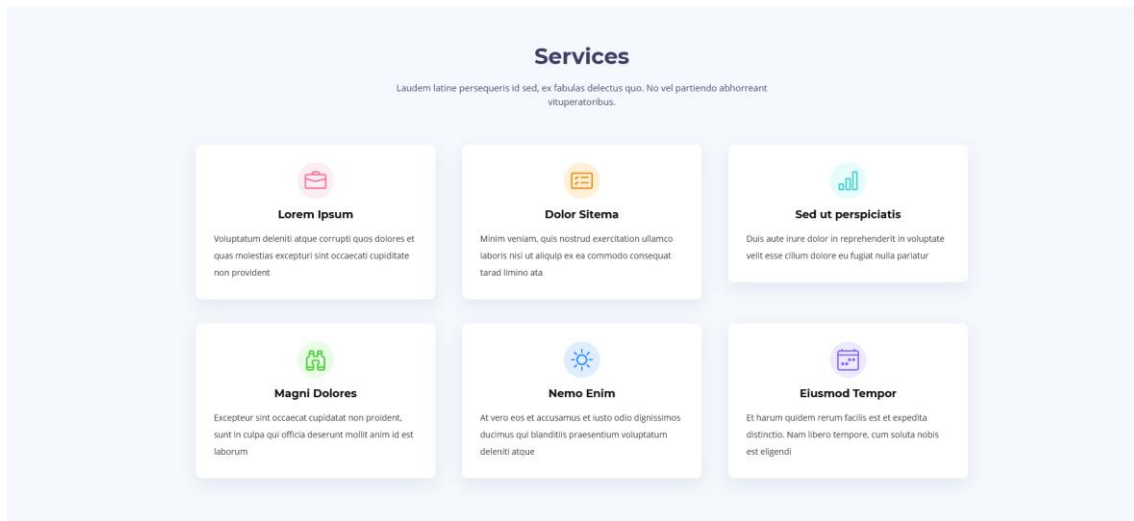 Services
Laudem latine persequeris id sed, ex fabulas delectus quo. No vel partiendo abhorreant
vituperatoribus.
Lorem Ipsum
Voluptatum deleniti atque corrupti quos dolores et
quas molestias excepturi sint occaecati cupiditate
non provident
Dolor Sitema
Minim veniam, quis nostrud exercitation ullamco
laboris nisi ut aliquip ex ea commodo consequat
tarad limino ata
Sed ut perspiciatis
Duis aute irure dolor in reprehenderit in voluptate
velit esse cillum dolore eu fugiat nulla pariatur
Magni Dolores
Excepteur sint occaecat cupidatat non proident,
sunt in culpa qui officia deserunt mollit anim id est
laborum
Nemo Enim
At vero eos et accusamus et iusto odio dignissimos
ducimus qui blanditiis praesentium voluptatum
deleniti atque
Eiusmod Tempor
Et harum quidem rerum facilis est et expedita
distinctio. Nam libero tempore, cum soluta nobis
est eligendi